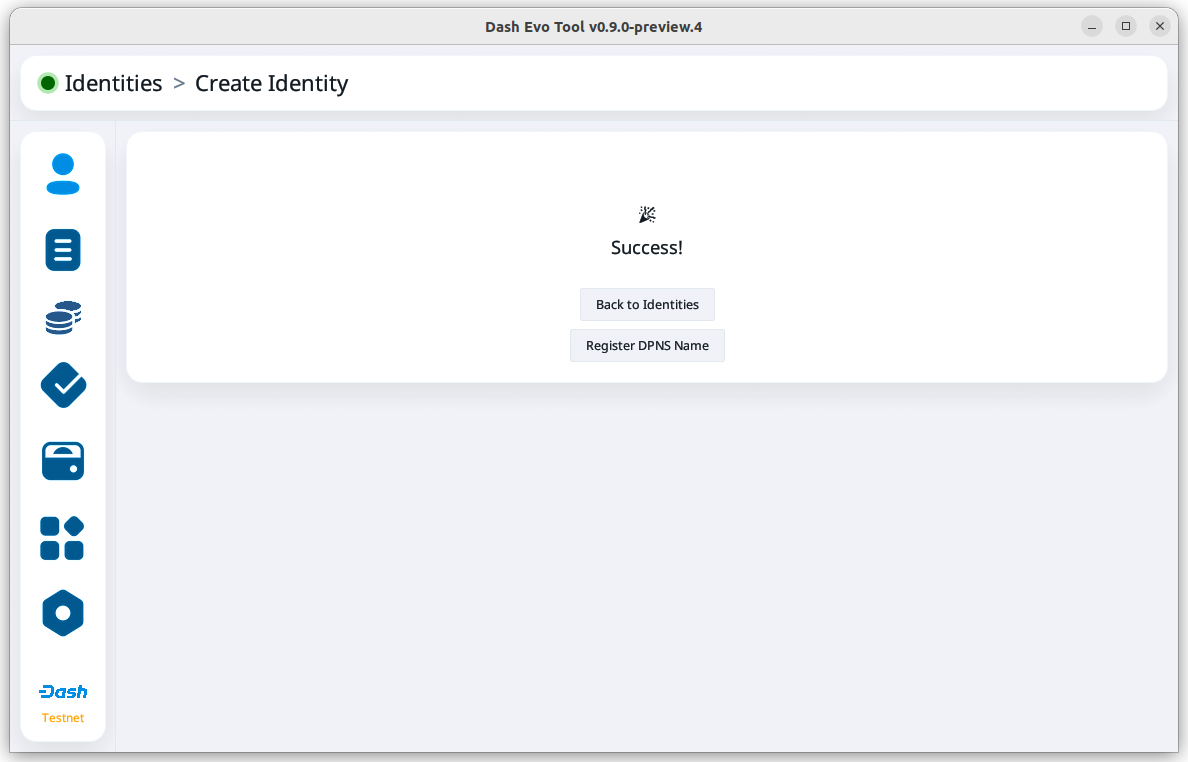 Dash Evo Tool v0.9.0-preview.4
Identities > Create Identity
Success!
Back to Identities
Register DPNS Name
Dash
Testnet